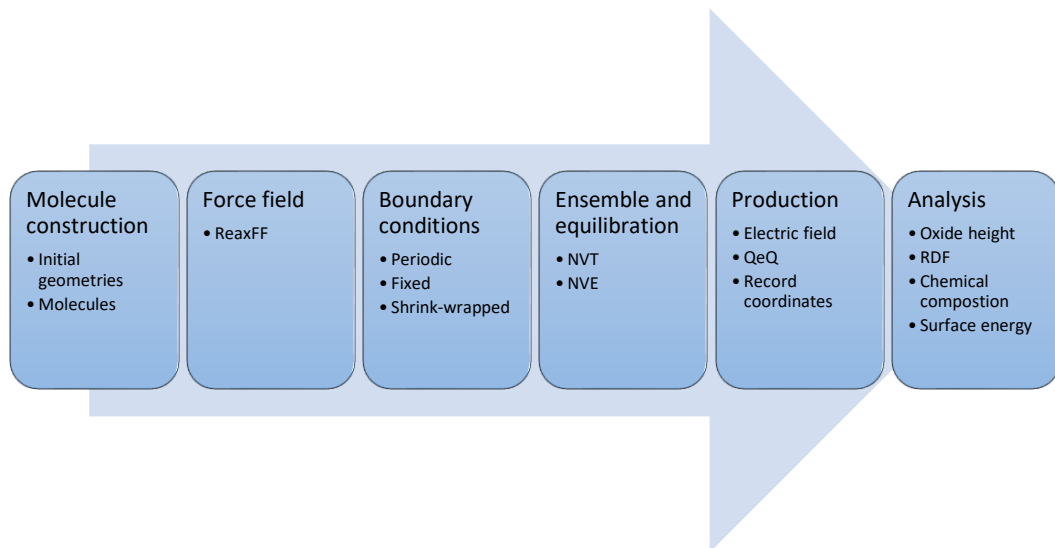 Molecule
construction
• Initial
geometries
• Molecules
Force field
• ReaxFF
Boundary
conditions
• Periodic
• Fixed
• Shrink-wrapped
Ensemble and
equilibration
• NVT
• NVE
Production
• Electric field
• QeQ
• Record
coordinates
Analysis
• Oxide height
• RDF
• Chemical
compostion
• Surface energy